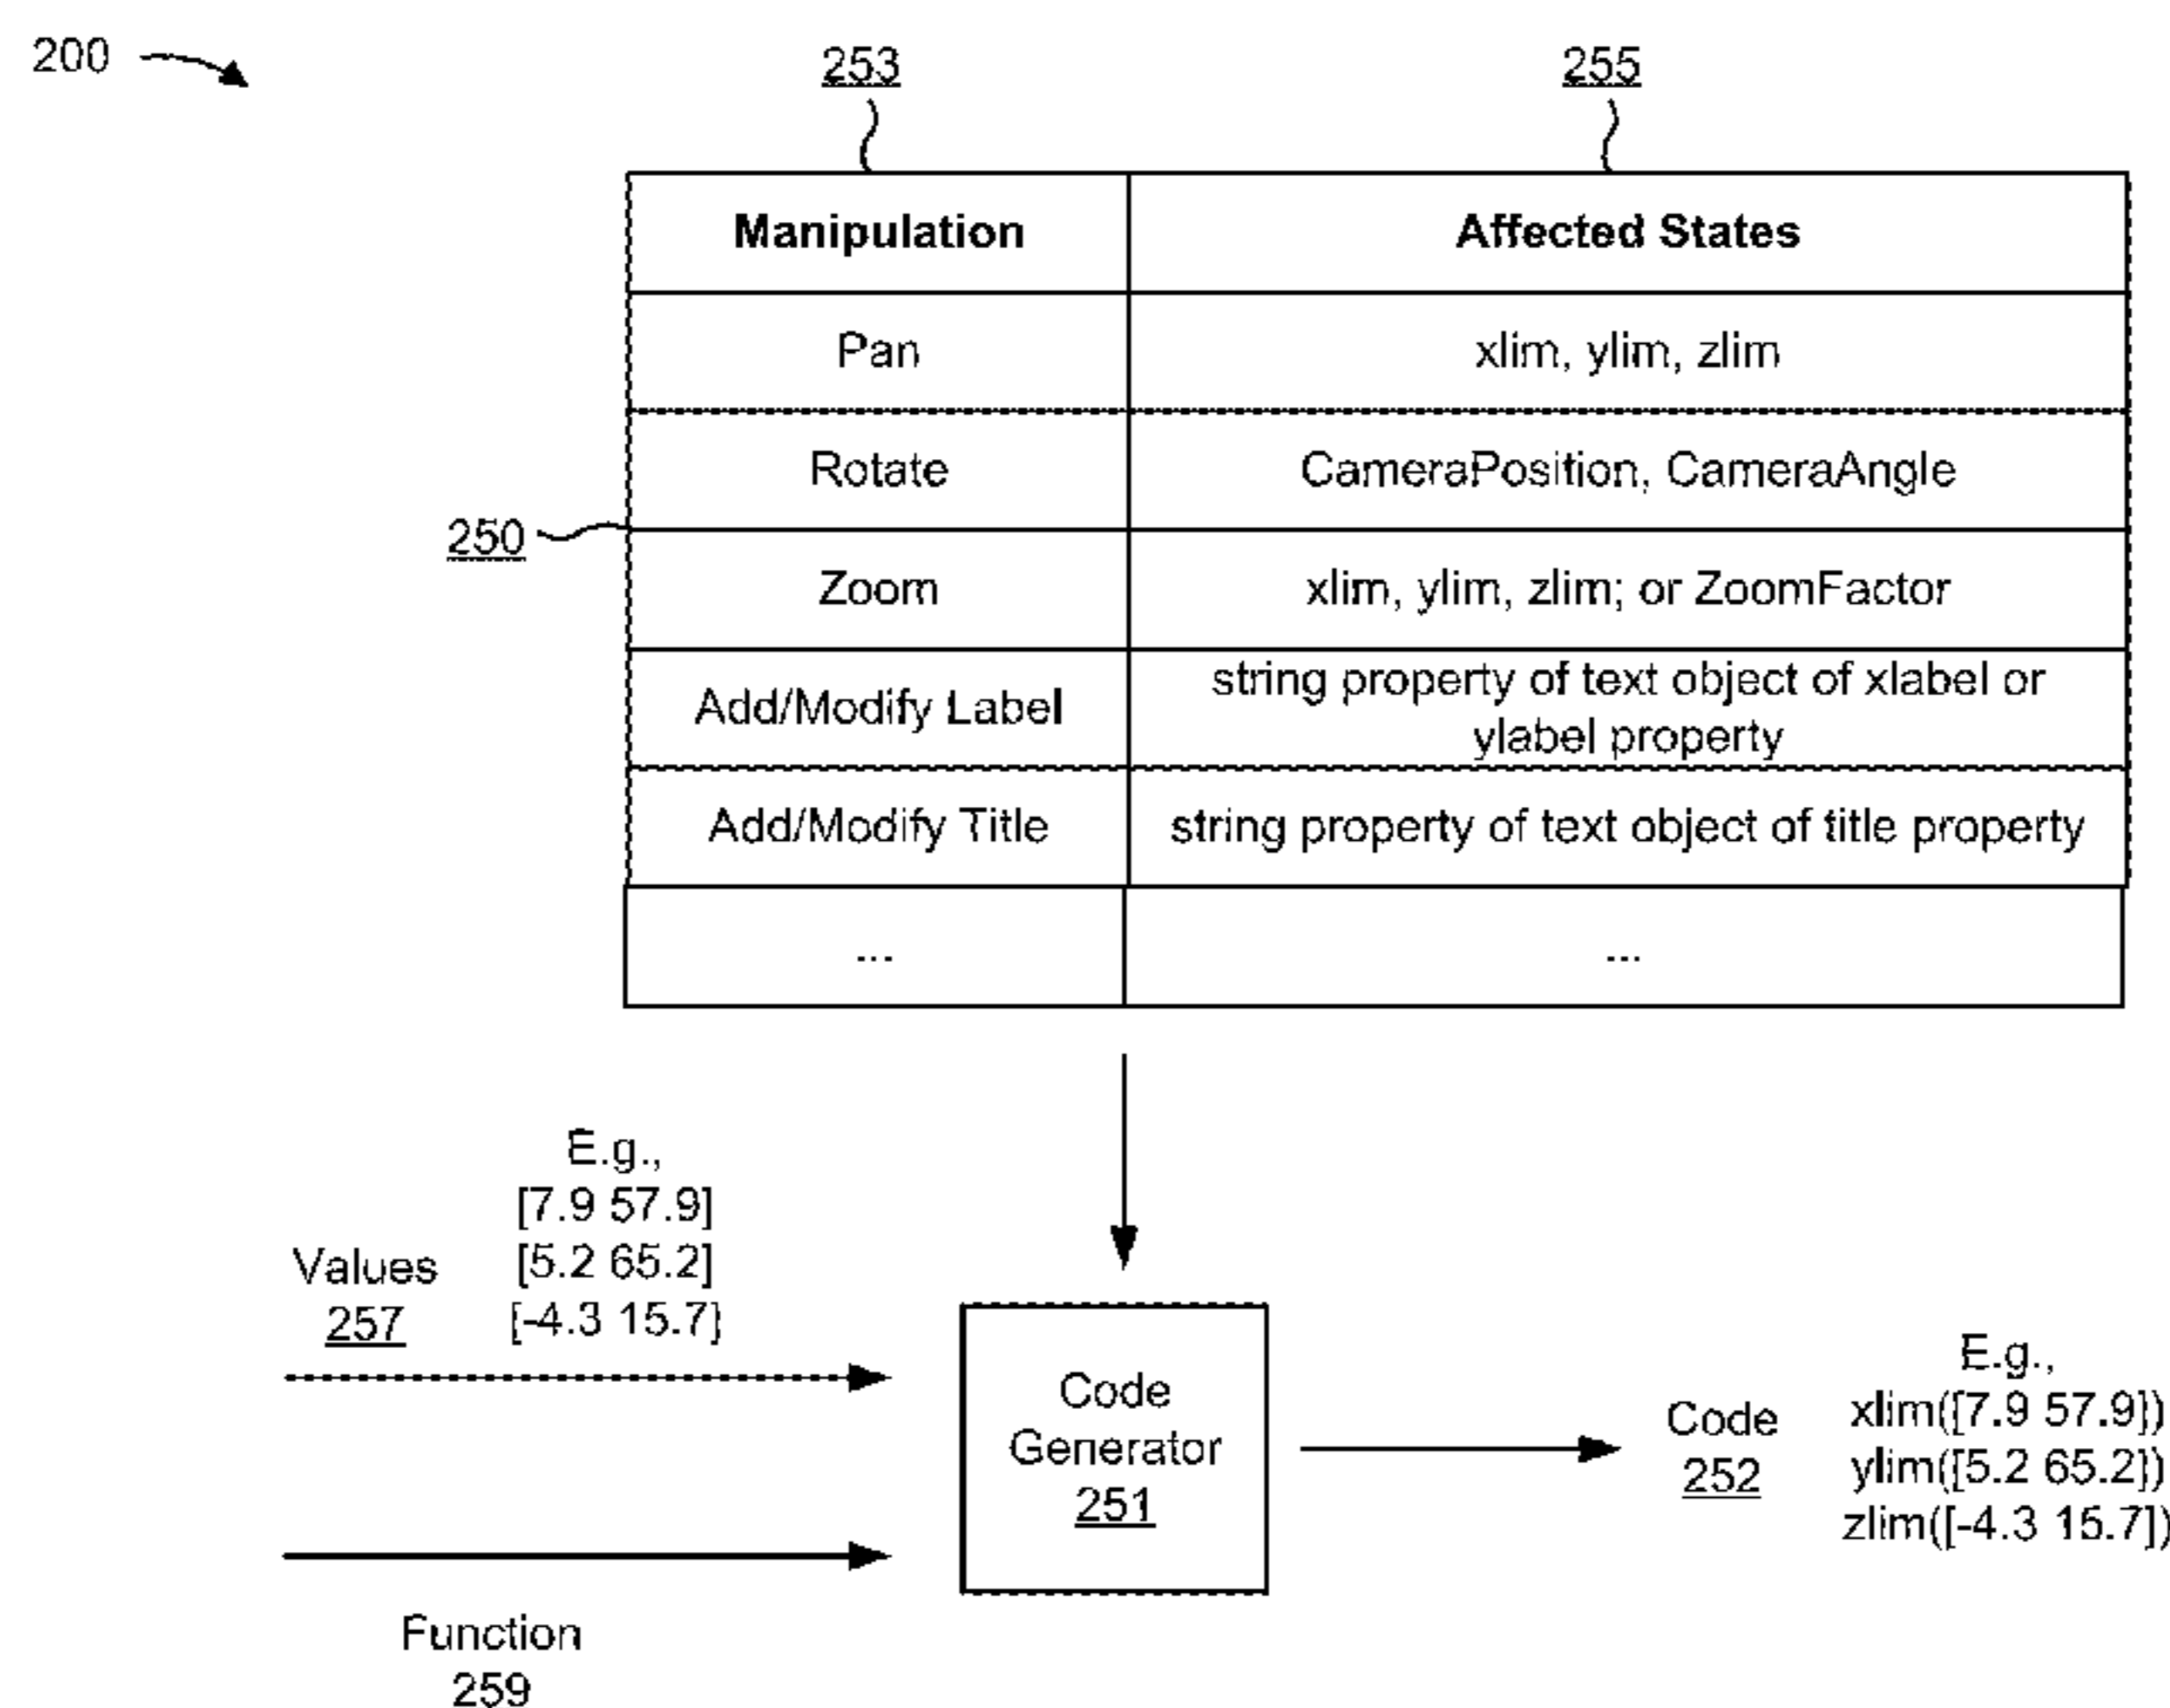 200
253
255
Manipulation Affected States
Pan xlim, ylim, zlim
Rotate CameraPosition, CameraAngle
250
Zoom xlim, ylim, zlim; or ZoomFactor
Add/Modify Label string property of text object of xlabel or
ylabel property
Add/Modify Title string property of text object of title property
... ...
E.g.,
[7.9 57.9]
[5.2 65.2]
[-4.3 15.7]
Values
257
Function
259
Code
Generator
251
Code
252
E.g.,
xlim([7.9 57.9])
ylim([5.2 65.2])
zlim([-4.3 15.7])